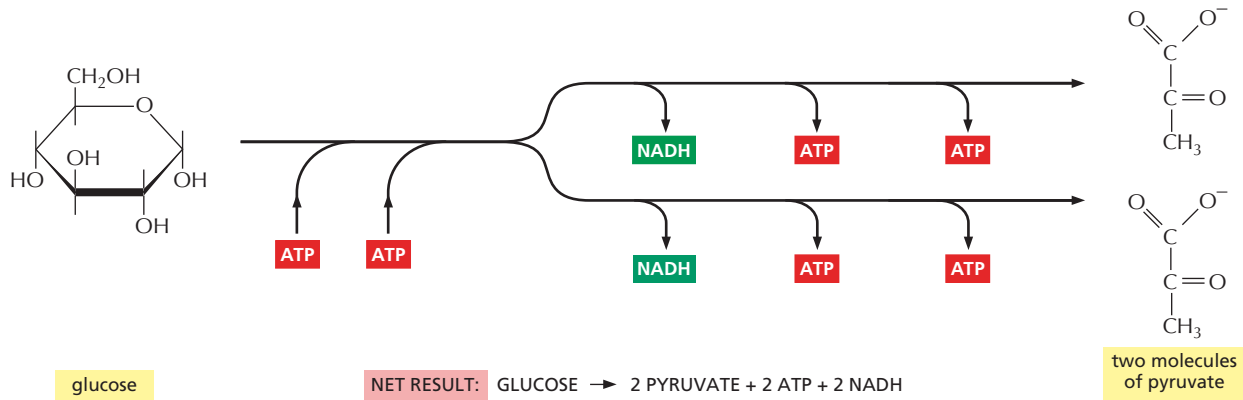 CH₂OH
O
OH
HO
OH
OH
ATP
ATP
NADH
ATP
ATP
NADH
ATP
ATP
O
O⁻
C
C=O
CH₃
O
O⁻
C
C=O
CH₃
glucose
NET RESULT: GLUCOSE → 2 PYRUVATE + 2 ATP + 2 NADH
two molecules
of pyruvate